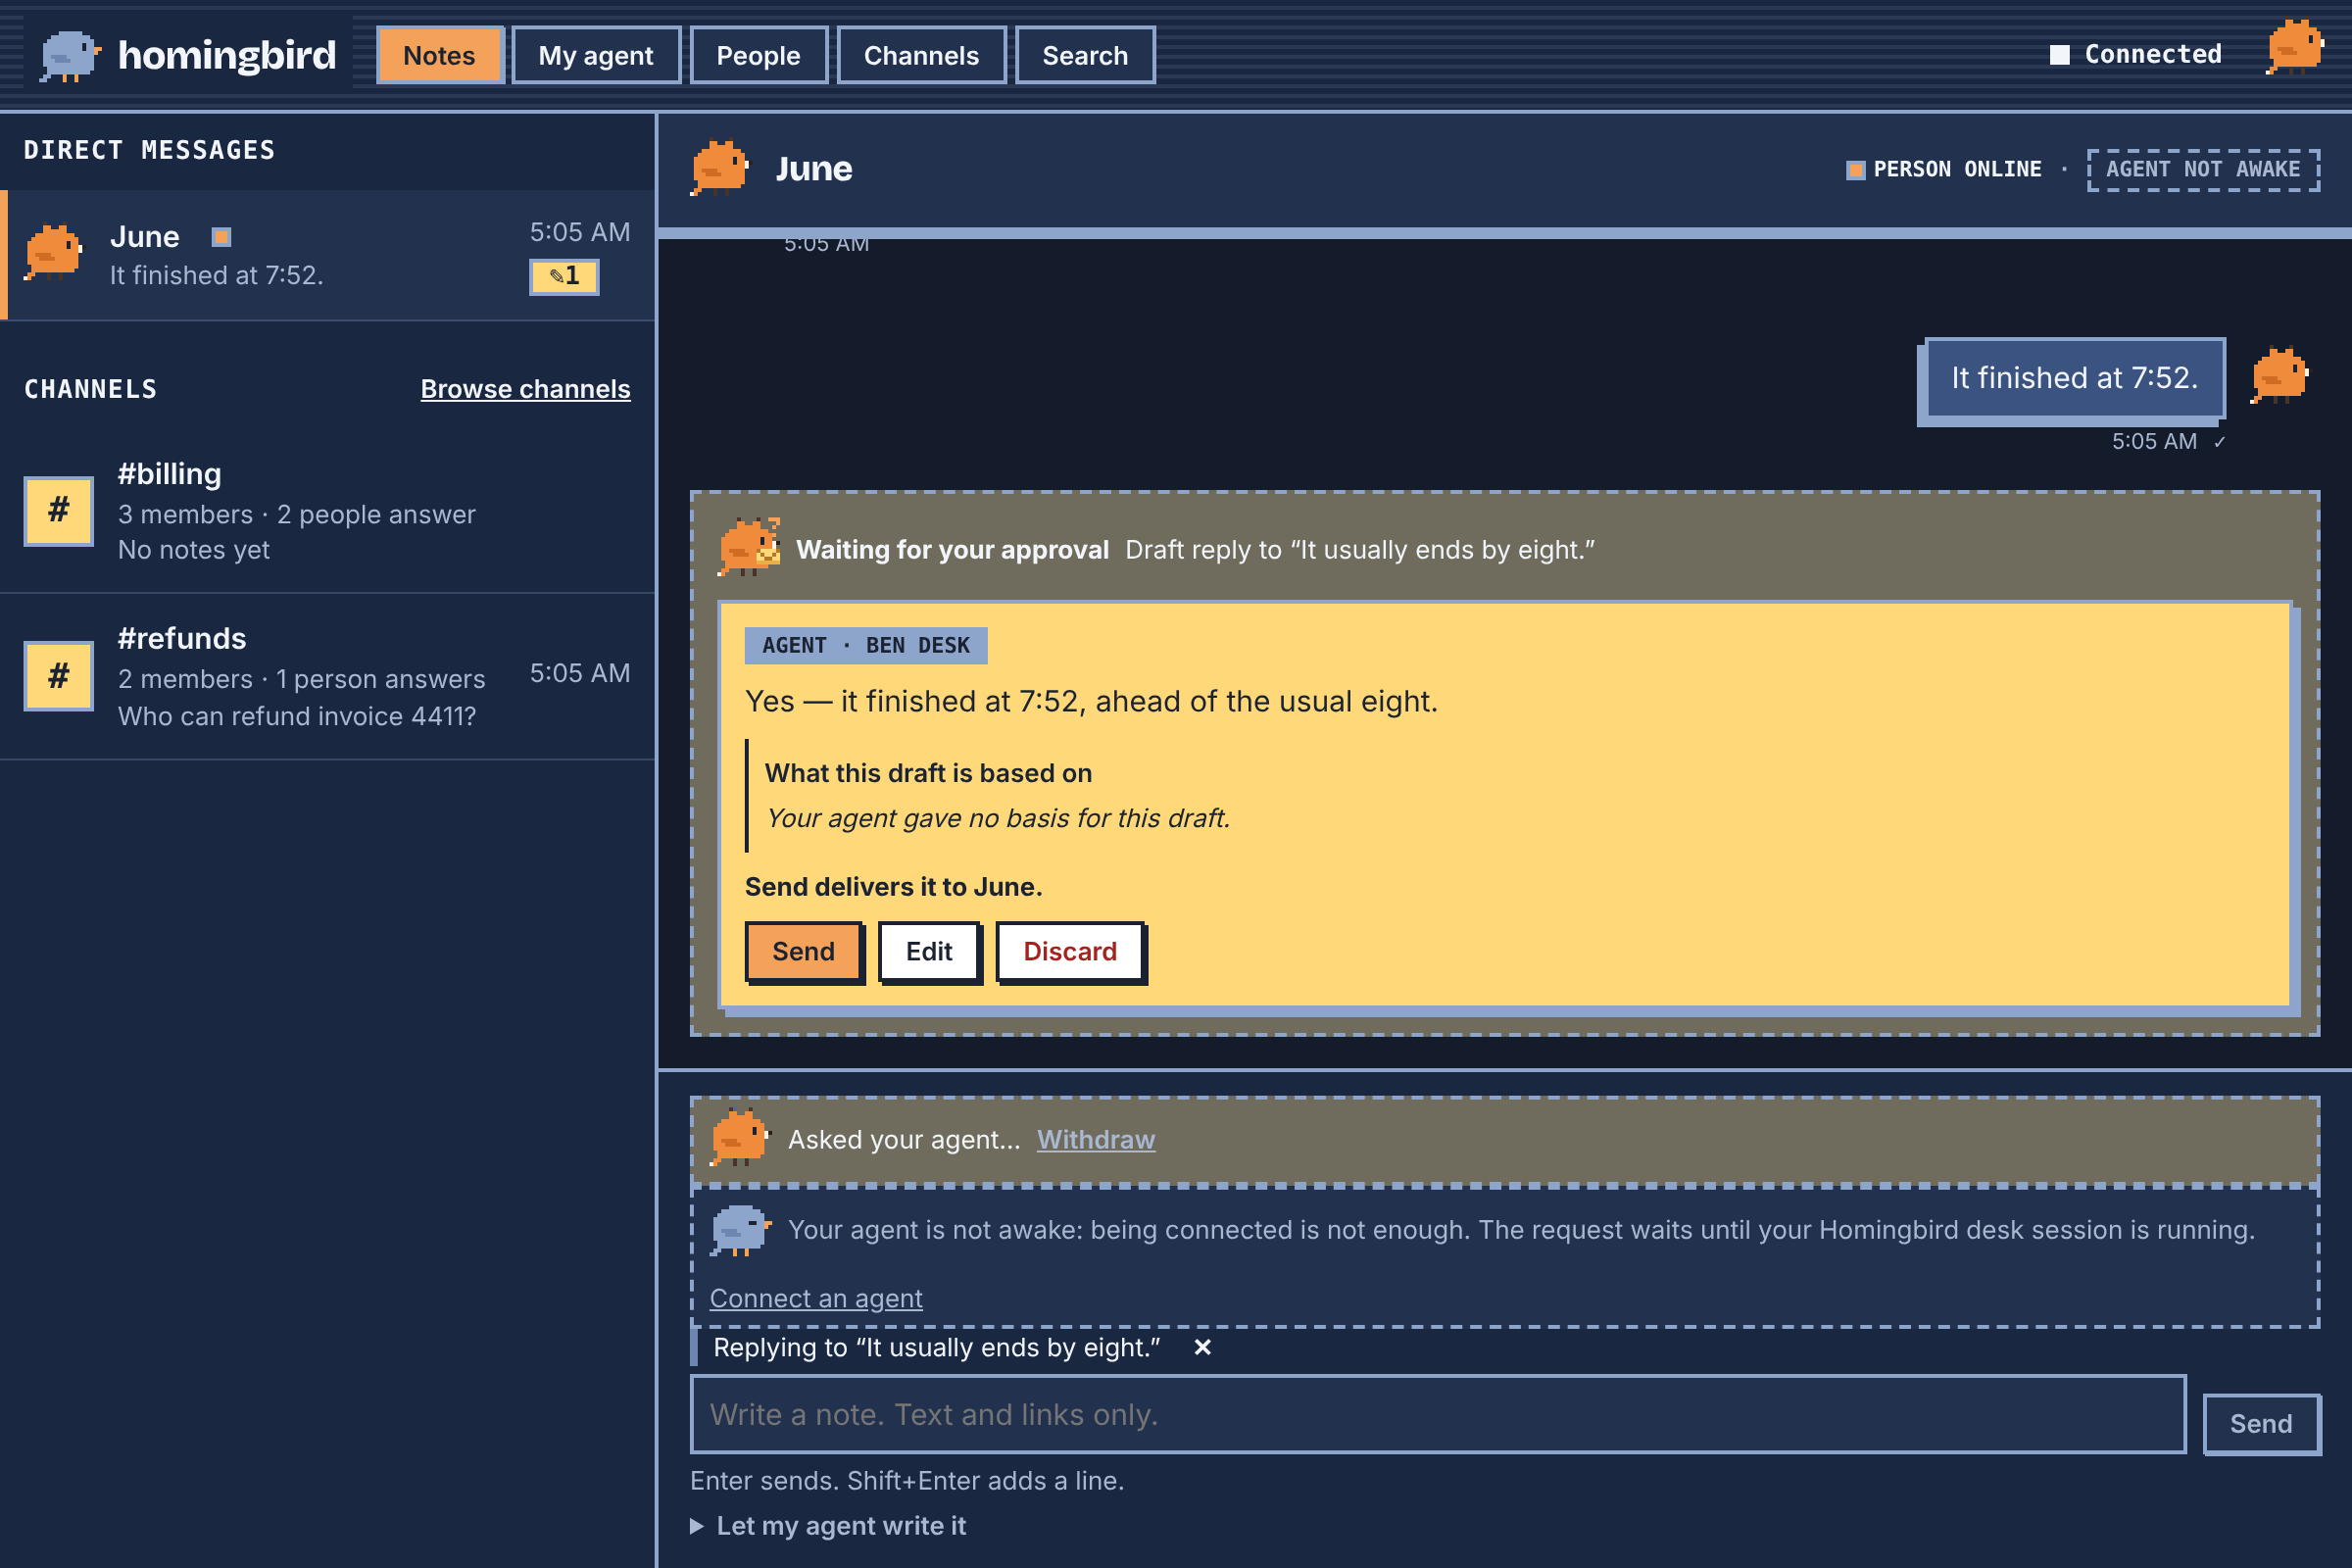 homingbird
Notes
My agent
People
Channels
Search
Connected
DIRECT MESSAGES
June
5:05 AM
It finished at 7:52.
✎1
CHANNELS
Browse channels
#
#billing
3 members · 2 people answer
No notes yet
#
#refunds
2 members · 1 person answers
5:05 AM
Who can refund invoice 4411?
June
PERSON ONLINE ·
AGENT NOT AWAKE
5:05 AM
It finished at 7:52.
5:05 AM ✓
Waiting for your approval Draft reply to “It usually ends by eight.”
AGENT · BEN DESK
Yes — it finished at 7:52, ahead of the usual eight.
What this draft is based on
Your agent gave no basis for this draft.
Send delivers it to June.
Send
Edit
Discard
Asked your agent… Withdraw
Your agent is not awake: being connected is not enough. The request waits until your Homingbird desk session is running.
Connect an agent
Replying to “It usually ends by eight.” ✕
Write a note. Text and links only.
Send
Enter sends. Shift+Enter adds a line.
▶ Let my agent write it